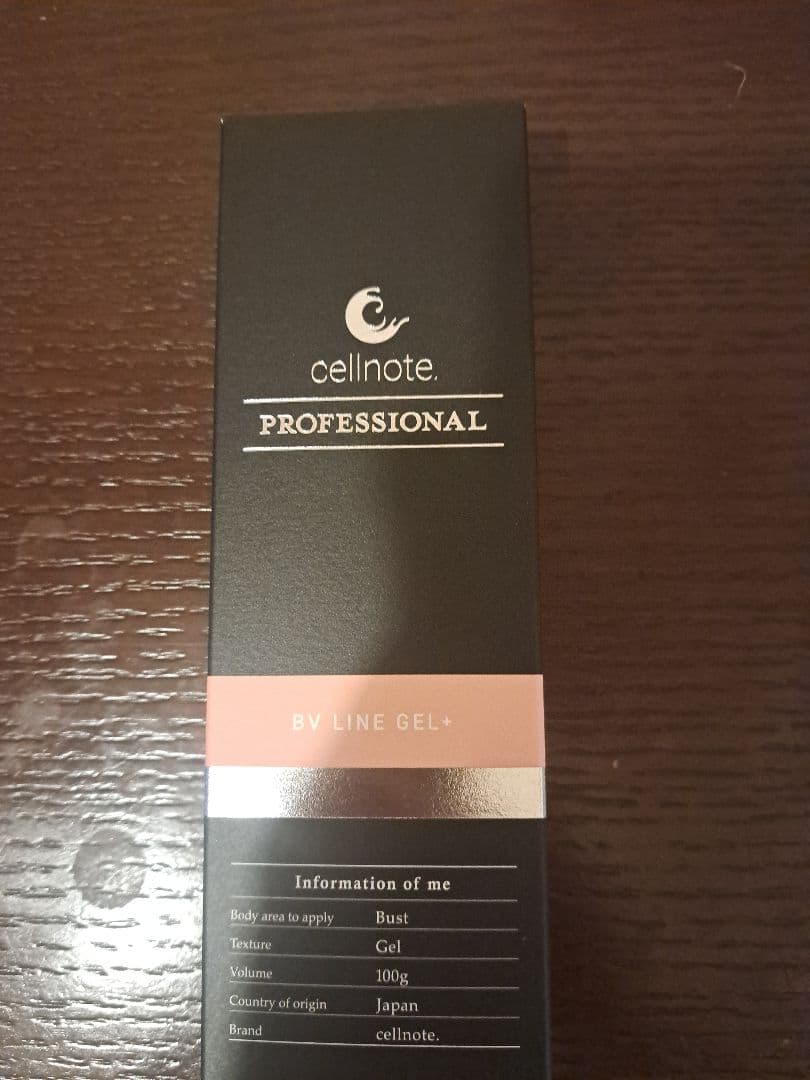 cellnote.
PROFESSIONAL
BV LINE GEL+
Information of me
Body area to apply Bust
Texture Gel
Volume 100g
Country of origin Japan
Brand cellnote.